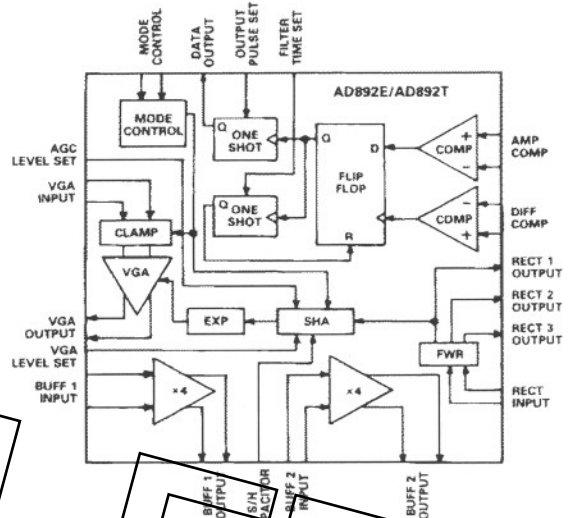 MODE
CONTROL
DATA
OUTPUT
OUTPUT
PULSE SET
FILTER
TIME SET
AD892E/AD892T
MODE
CONTROL
Q
ONE
SHOT
Q
ONE
SHOT
Q
D
FLIP
FLOP
R
+
COMP
−
−
COMP
+
AMP
COMP
DIFF
COMP
AGC
LEVEL SET
VGA
INPUT
CLAMP
VGA
EXP
SHA
FWR
RECT 1
OUTPUT
RECT 2
OUTPUT
RECT 3
OUTPUT
RECT
INPUT
VGA
OUTPUT
VGA
LEVEL SET
BUFF 1
INPUT
×4
×4
BUFF 1
OUTPUT
S/H
BUFF 2
INPUT
BUFF 2
OUTPUT